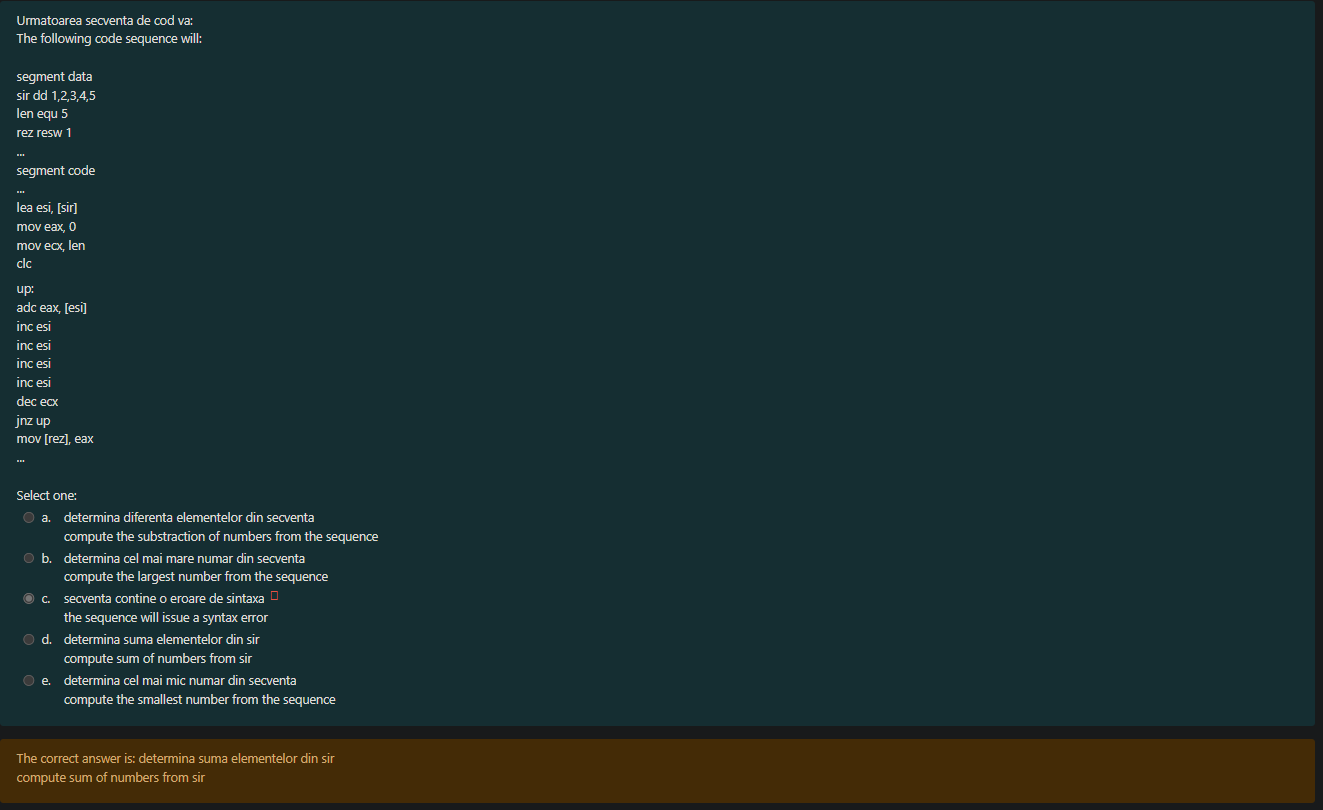 Urmatoarea secventa de cod va:
The following code sequence will:
segment data
sir dd 1,2,3,4,5
len equ 5
rez resw 1
...
segment code
...
lea esi, [sir]
mov eax, 0
mov ecx, len
clc
up:
adc eax, [esi]
inc esi
inc esi
inc esi
inc esi
dec ecx
jnz up
mov [rez], eax
...
Select one:
a. determina diferenta elementelor din secventa
compute the substraction of numbers from the sequence
b. determina cel mai mare numar din secventa
compute the largest number from the sequence
c. secventa contine o eroare de sintaxa
the sequence will issue a syntax error
d. determina suma elementelor din sir
compute sum of numbers from sir
e. determina cel mai mic numar din secventa
compute the smallest number from the sequence
The correct answer is: determina suma elementelor din sir
compute sum of numbers from sir